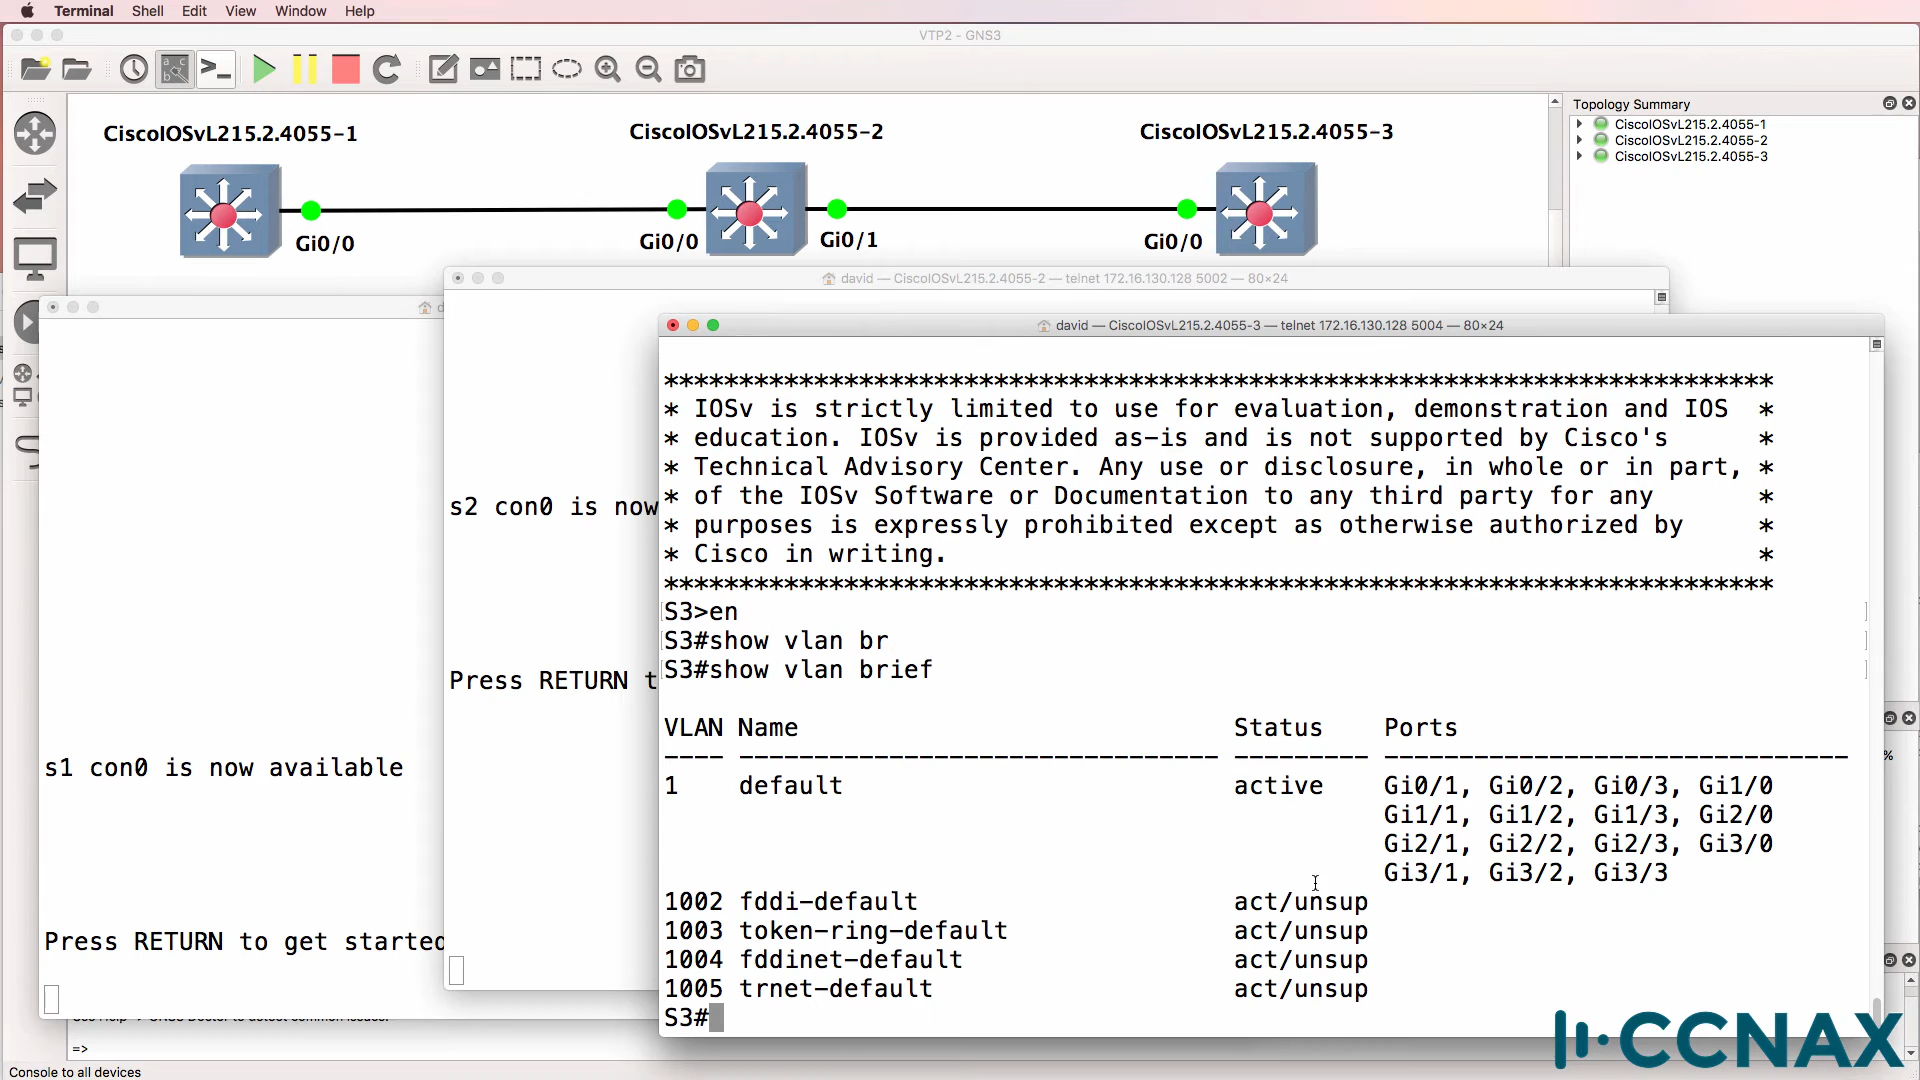 Terminal Shell Edit View Window Help
VTP2 - GNS3
CiscoIOSvL215.2.4055-1
CiscoIOSvL215.2.4055-2
CiscoIOSvL215.2.4055-3
Gi0/0
Gi0/0
Gi0/1
Gi0/0
Topology Summary
CiscoIOSvL215.2.4055-1
CiscoIOSvL215.2.4055-2
CiscoIOSvL215.2.4055-3
david — CiscoIOSvL215.2.4055-2 — telnet 172.16.130.128 5002 — 80×24
s2 con0 is now
Press RETURN t
s1 con0 is now available
Press RETURN to get started
david — CiscoIOSvL215.2.4055-3 — telnet 172.16.130.128 5004 — 80×24
**************************************************************************
* IOSv is strictly limited to use for evaluation, demonstration and IOS  *
* education. IOSv is provided as-is and is not supported by Cisco's      *
* Technical Advisory Center. Any use or disclosure, in whole or in part, *
* of the IOSv Software or Documentation to any third party for any       *
* purposes is expressly prohibited except as otherwise authorized by     *
* Cisco in writing.                                                      *
**************************************************************************
S3>en
S3#show vlan br
S3#show vlan brief
VLAN Name                             Status    Ports
---- -------------------------------- --------- -------------------------------
1    default                          active    Gi0/1, Gi0/2, Gi0/3, Gi1/0
Gi1/1, Gi1/2, Gi1/3, Gi2/0
Gi2/1, Gi2/2, Gi2/3, Gi3/0
Gi3/1, Gi3/2, Gi3/3
1002 fddi-default                     act/unsup
1003 token-ring-default               act/unsup
1004 fddinet-default                  act/unsup
1005 trnet-default                    act/unsup
S3#
=>
Console to all devices
CCNAX